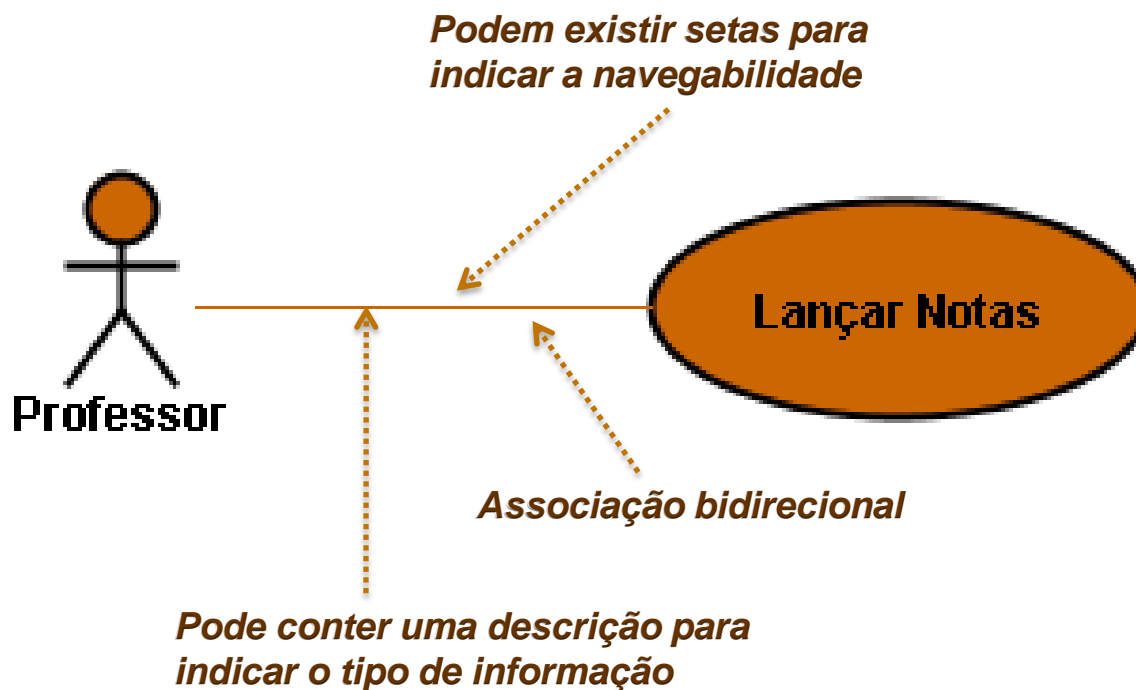 Podem existir setas para
indicar a navegabilidade
Lançar Notas
Professor
Associação bidirecional
Pode conter uma descrição para
indicar o tipo de informação